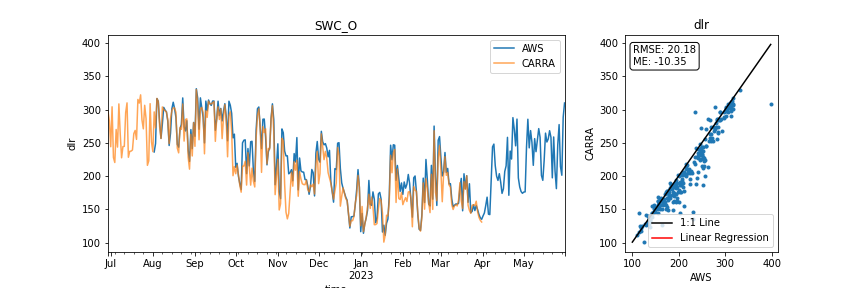 SWC_O
dlr
400
350
300
250
200
150
100
dlr
AWS
CARRA
Jul Aug Sep Oct Nov Dec Jan Feb Mar Apr May
2023
time
400
350
300
250
200
150
100
CARRA
RMSE: 20.18
ME: -10.35
1:1 Line
Linear Regression
100 200 300 400
AWS